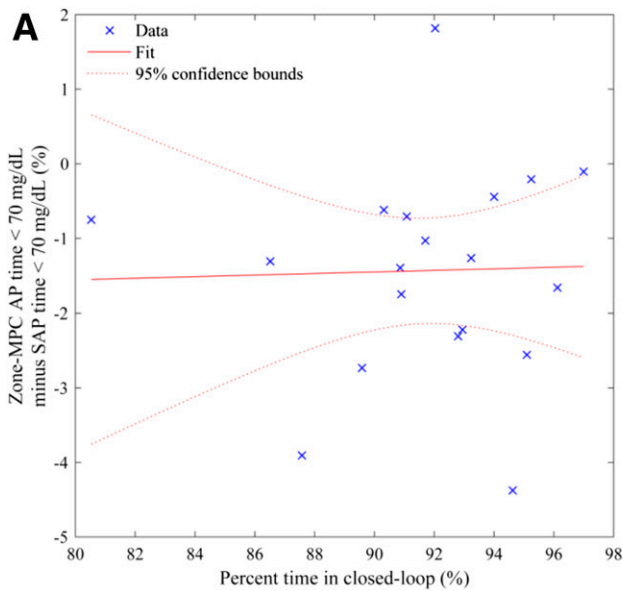 A
Data
Fit
95% confidence bounds
Zone-MPC AP time < 70 mg/dL
minus SAP time < 70 mg/dL (%)
2
1
0
-1
-2
-3
-4
-5
80 82 84 86 88 90 92 94 96 98
Percent time in closed-loop (%)